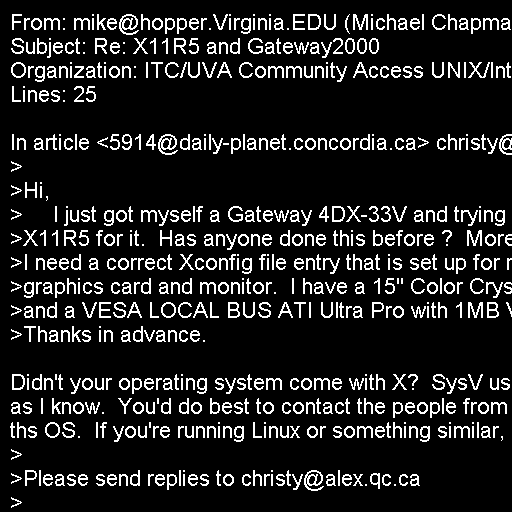 From: mike@hopper.Virginia.EDU (Michael Chapma
Subject: Re: X11R5 and Gateway2000
Organization: ITC/UVA Community Access UNIX/Int
Lines: 25
In article <5914@daily-planet.concordia.ca> christy@
>
>Hi,
>     I just got myself a Gateway 4DX-33V and trying
>X11R5 for it.  Has anyone done this before ?  More
>I need a correct Xconfig file entry that is set up for
>graphics card and monitor.  I have a 15" Color Crys
>and a VESA LOCAL BUS ATI Ultra Pro with 1MB V
>Thanks in advance.
Didn't your operating system come with X?  SysV us
as I know.  You'd do best to contact the people from
ths OS.  If you're running Linux or something similar,
>
>Please send replies to christy@alex.qc.ca
>